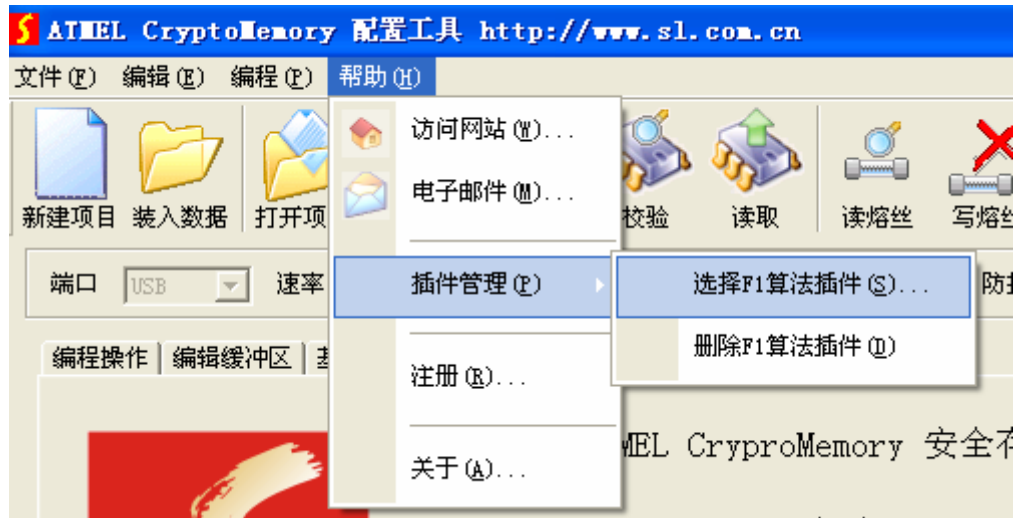 ATMEL CryptoMemory 配置工具 http://www.sl.com.cn
文件(F) 编辑(E) 编程(P) 帮助(H)
访问网站(W)...
电子邮件(M)...
新建项目 装入数据 打开项 校验 读取 读熔丝 写熔丝
端口 USB 速率 插件管理(P) 选择F1算法插件(S)... 防
删除F1算法插件(D)
编程操作 编辑缓冲区
注册(R)...
MEL CryproMemory 安全存
关于(A)...